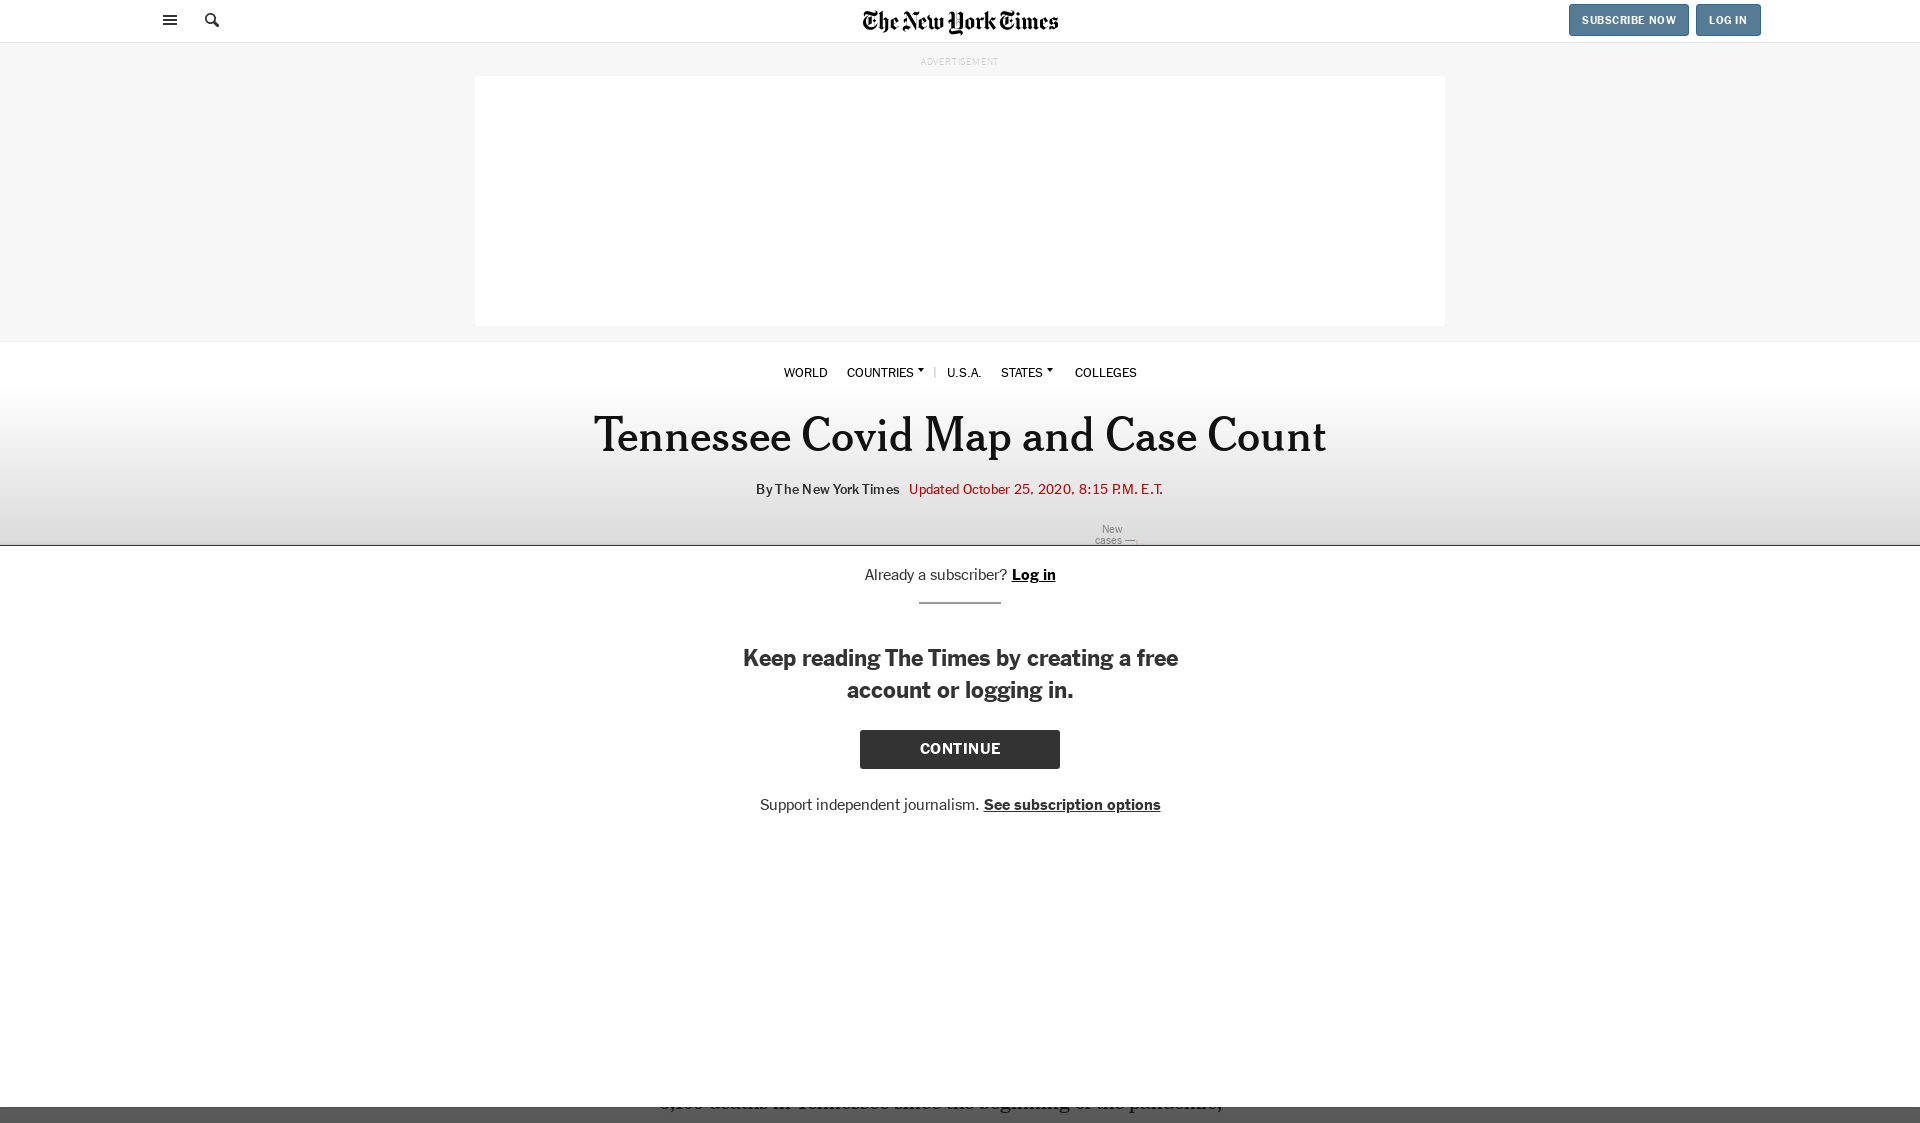 The New York Times
SUBSCRIBE NOW
LOG IN
ADVERTISEMENT
WORLD COUNTRIES U.S.A. STATES COLLEGES
Tennessee Covid Map and Case Count
By The New York Times Updated October 25, 2020, 8:15 P.M. E.T.
New
cases —
Already a subscriber? Log in
Keep reading The Times by creating a free
account or logging in.
CONTINUE
Support independent journalism. See subscription options
deaths in Tennessee since the beginning of the pandemic,